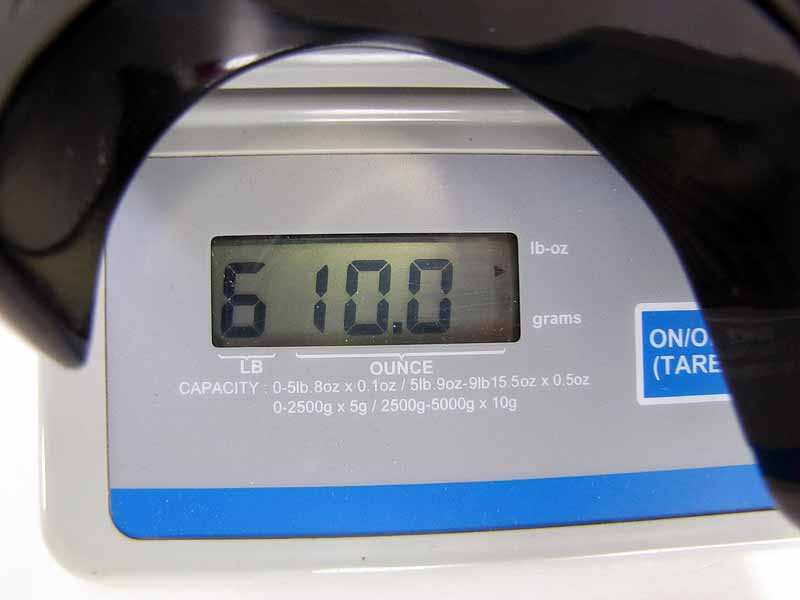 lb-oz
6 10.0
grams
LB OUNCE
CAPACITY : 0-5lb.8oz x 0.1oz / 5lb 9oz-9lb15.5oz x 0.5oz
0-2500g x 5g / 2500g-5000g x 10g
(TARE